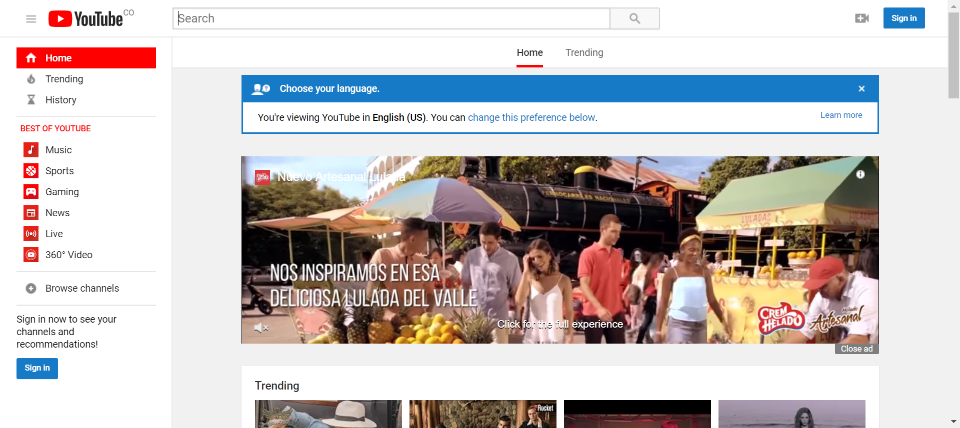 YouTube CO
Search
Sign in
Home
Trending
History
BEST OF YOUTUBE
Music
Sports
Gaming
News
Live
360° Video
Browse channels
Sign in now to see your
channels and
recommendations!
Sign in
Home Trending
Choose your language.
You're viewing YouTube in English (US). You can change this preference below.
Learn more
Nuevo Artesanal Lulada
LULADA
NOS INSPIRAMOS EN ESA
DELICIOSA LULADA DEL VALLE
Click for the full experience
CREM
HELADO
Artesanal
Close ad
Trending
Rocket